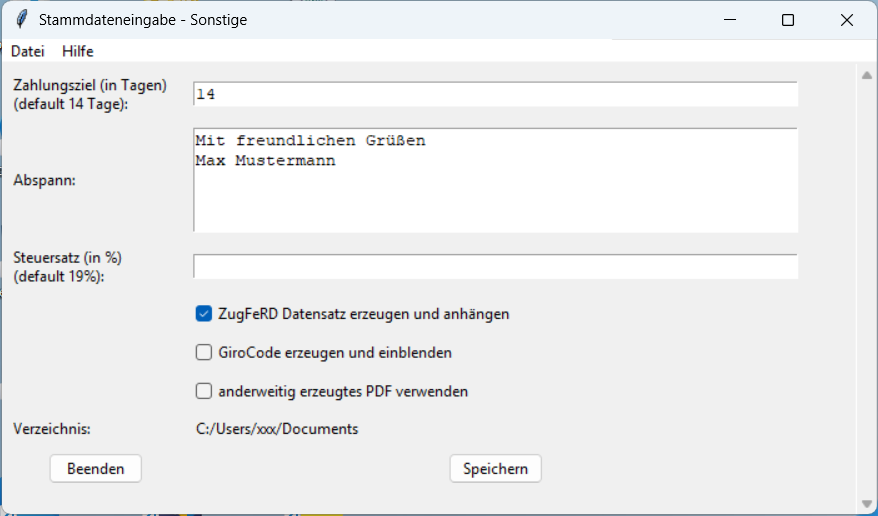 Stammdateneingabe - Sonstige
Datei Hilfe
Zahlungsziel (in Tagen)
(default 14 Tage):
14
Abspann:
Mit freundlichen Grüßen
Max Mustermann
Steuersatz (in %)
(default 19%):
ZugFeRD Datensatz erzeugen und anhängen
GiroCode erzeugen und einblenden
anderweitig erzeugtes PDF verwenden
Verzeichnis: C:/Users/xxx/Documents
Beenden Speichern